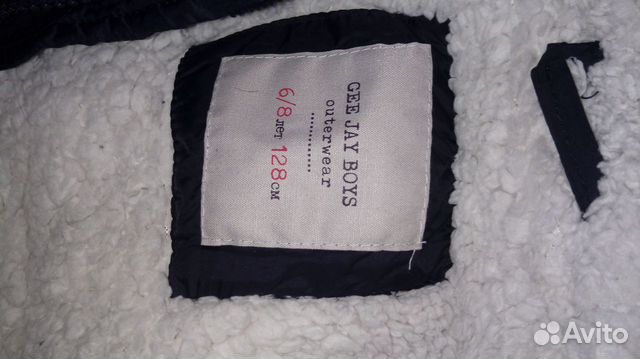 GEE JAY BOYS
outerwear
6/8 лет 128 см
Avito